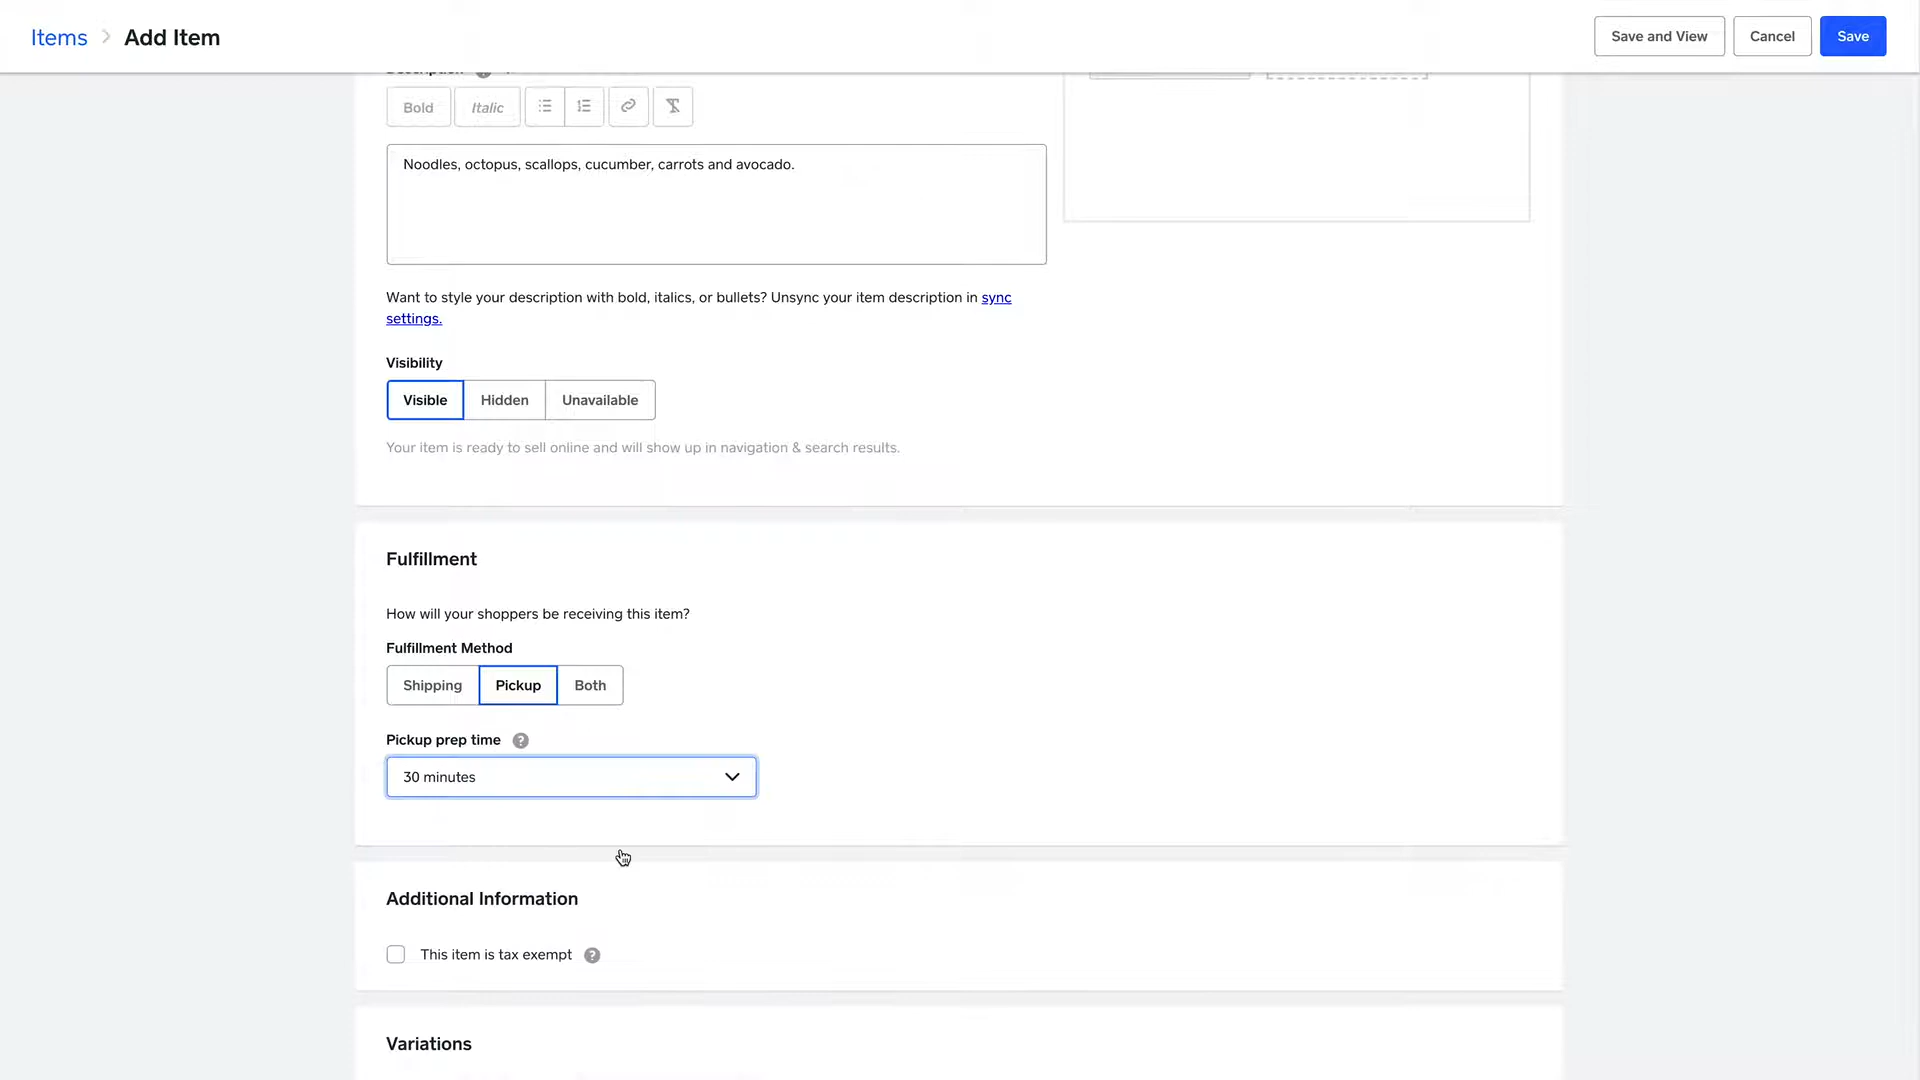 Items > Add Item
Save and View
Cancel
Save
Description
Bold
Italic
Noodles, octopus, scallops, cucumber, carrots and avocado.
Want to style your description with bold, italics, or bullets? Unsync your item description in sync
settings.
Visibility
Visible
Hidden
Unavailable
Your item is ready to sell online and will show up in navigation & search results.
Fulfillment
How will your shoppers be receiving this item?
Fulfillment Method
Shipping
Pickup
Both
Pickup prep time ?
30 minutes
Additional Information
This item is tax exempt ?
Variations